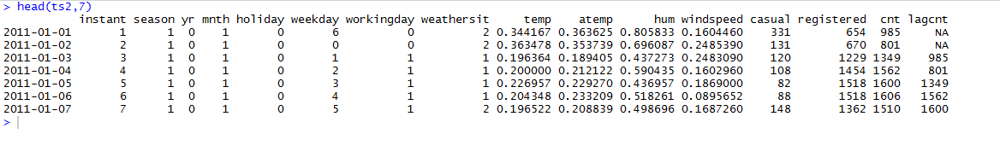 > head(ts2,7)
instant season yr mnth holiday weekday workingday weathersit temp atemp hum windspeed casual registered cnt lagcnt
2011-01-01 1 1 0 1 0 6 0 2 0.344167 0.363625 0.805833 0.1604460 331 654 985 NA
2011-01-02 2 1 0 1 0 0 0 2 0.363478 0.353739 0.696087 0.2485390 131 670 801 NA
2011-01-03 3 1 0 1 0 1 1 1 0.196364 0.189405 0.437273 0.2483090 120 1229 1349 985
2011-01-04 4 1 0 1 0 2 1 1 0.200000 0.212122 0.590435 0.1602960 108 1454 1562 801
2011-01-05 5 1 0 1 0 3 1 1 0.226957 0.229270 0.436957 0.1869000 82 1518 1600 1349
2011-01-06 6 1 0 1 0 4 1 1 0.204348 0.233209 0.518261 0.0895652 88 1518 1606 1562
2011-01-07 7 1 0 1 0 5 1 2 0.196522 0.208839 0.498696 0.1687260 148 1362 1510 1600
>